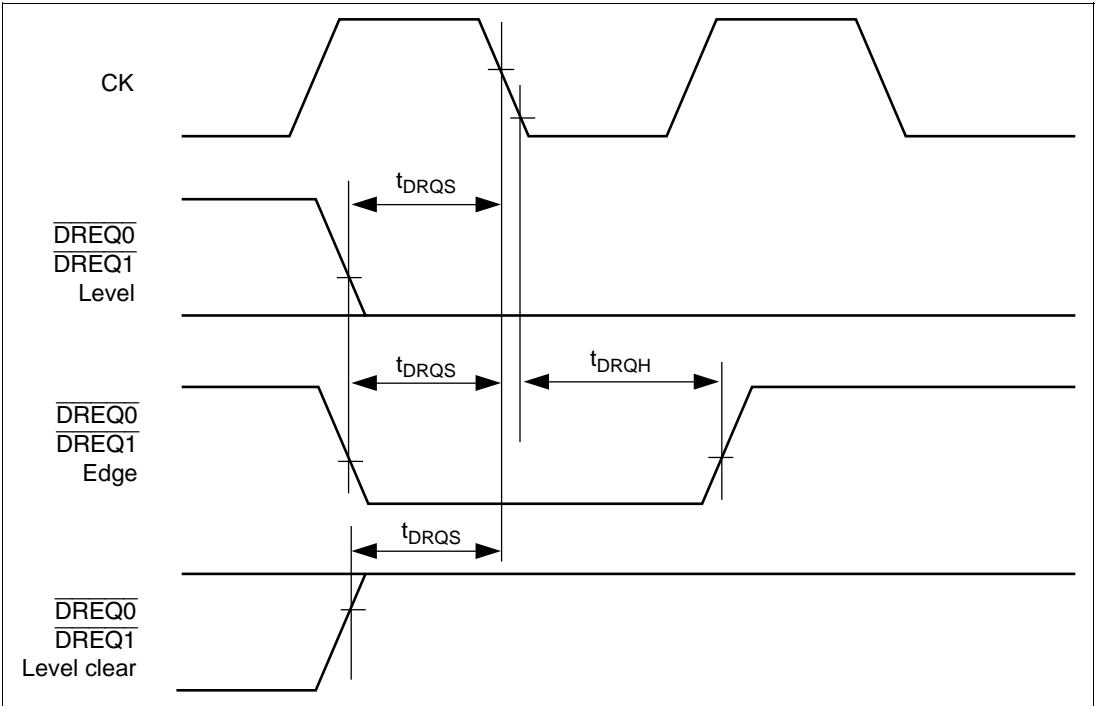 CK
tDRQS
DREQ0
DREQ1
Level
tDRQS
tDRQH
DREQ0
DREQ1
Edge
tDRQS
DREQ0
DREQ1
Level clear